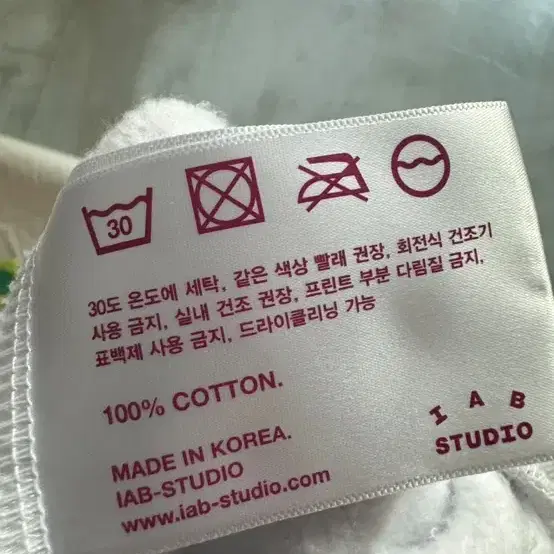 30
30도 온도에 세탁, 같은 색상 빨래 권장, 회전식 건조기
사용 금지, 실내 건조 권장, 프린트 부분 다림질 금지,
표백제 사용 금지, 드라이클리닝 가능
100% COTTON.
MADE IN KOREA.
IAB-STUDIO
www.iab-studio.com
IAB
STUDIO